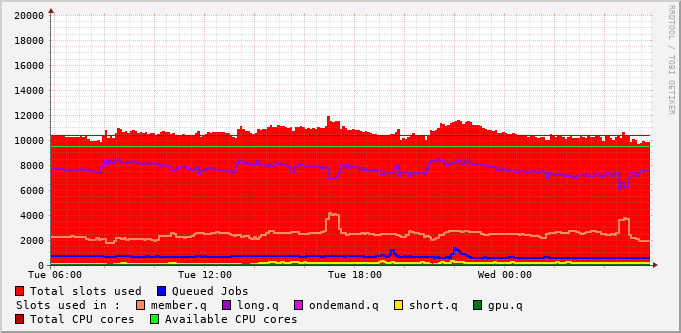 20000
18000
16000
14000
12000
10000
8000
6000
4000
2000
0
Tue 06:00 Tue 12:00 Tue 18:00 Wed 00:00
RRDTOOL / TOBI OETIKER
Total slots used Queued Jobs
Slots used in : member.q long.q ondemand.q short.q gpu.q
Total CPU cores Available CPU cores